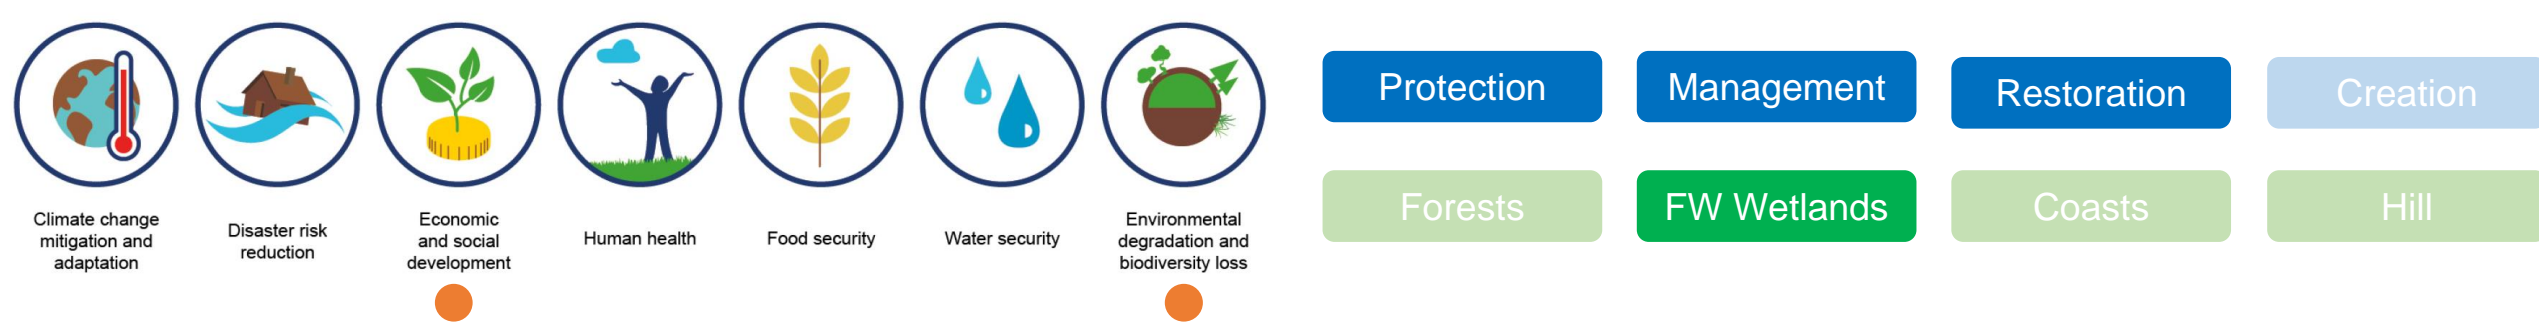 Climate change
mitigation and
adaptation
Disaster risk
reduction
Economic
and social
development
Human health
Food security
Water security
Environmental
degradation and
biodiversity loss
Protection
Management
Restoration
Creation
Forests
FW Wetlands
Coasts
Hill